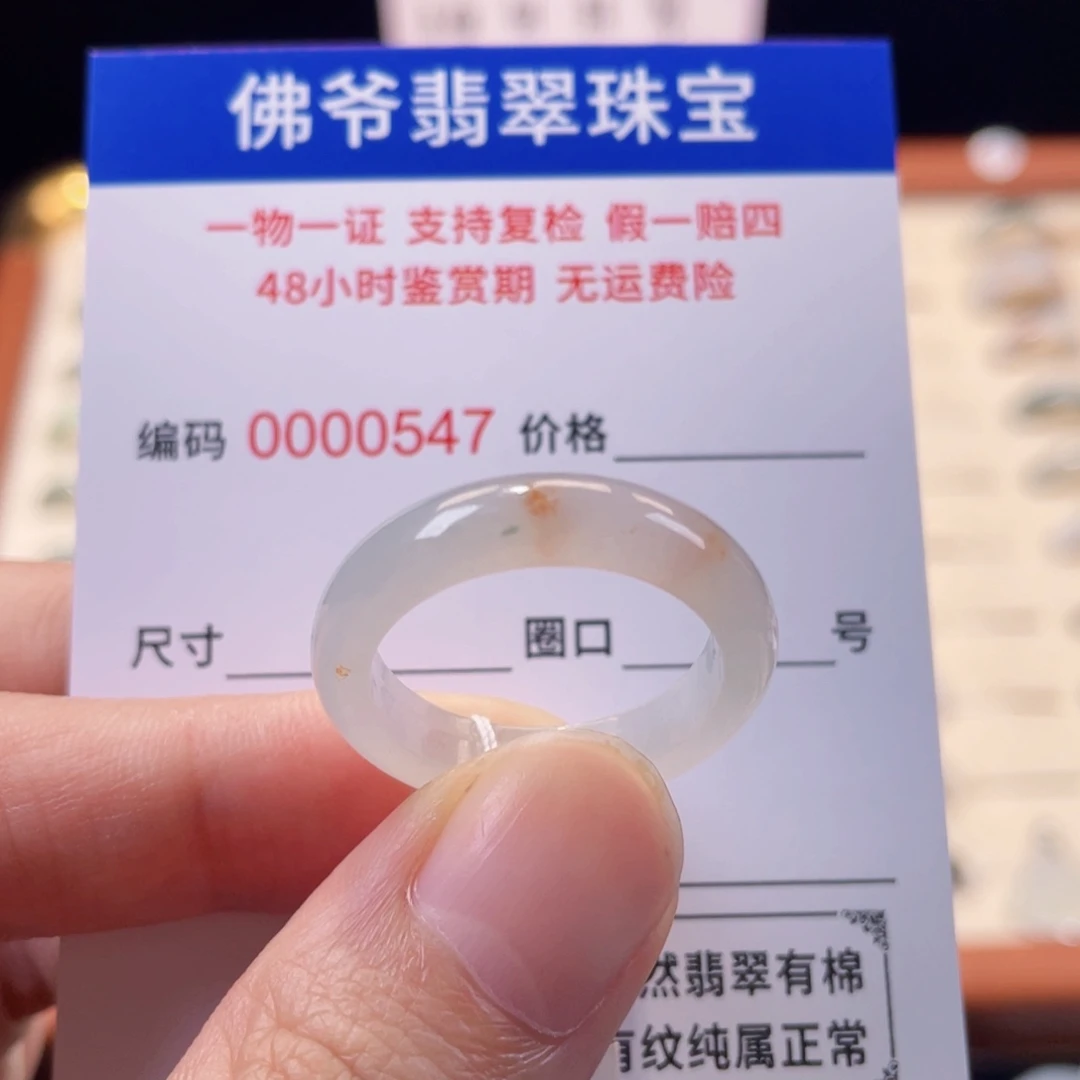 佛爷翡翠珠宝
一物一证 支持复检 假一赔四
48小时鉴赏期 无运费险
编码 0000547 价格
尺寸 圈口 号
然翡翠有棉
有纹纯属正常